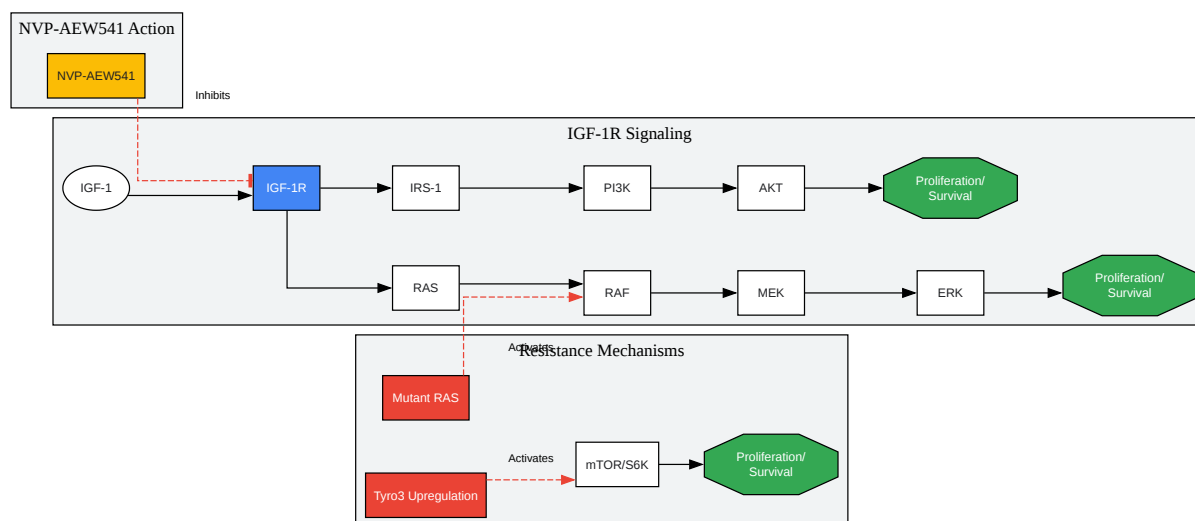 NVP-AEW541 Action
NVP-AEW541
Inhibits
IGF-1R Signaling
IGF-1
IGF-1R
IRS-1
PI3K
AKT
Proliferation/
Survival
RAS
RAF
MEK
ERK
Proliferation/
Survival
Activates
Resistance Mechanisms
Mutant RAS
Activates
Tyro3 Upregulation
mTOR/S6K
Proliferation/
Survival